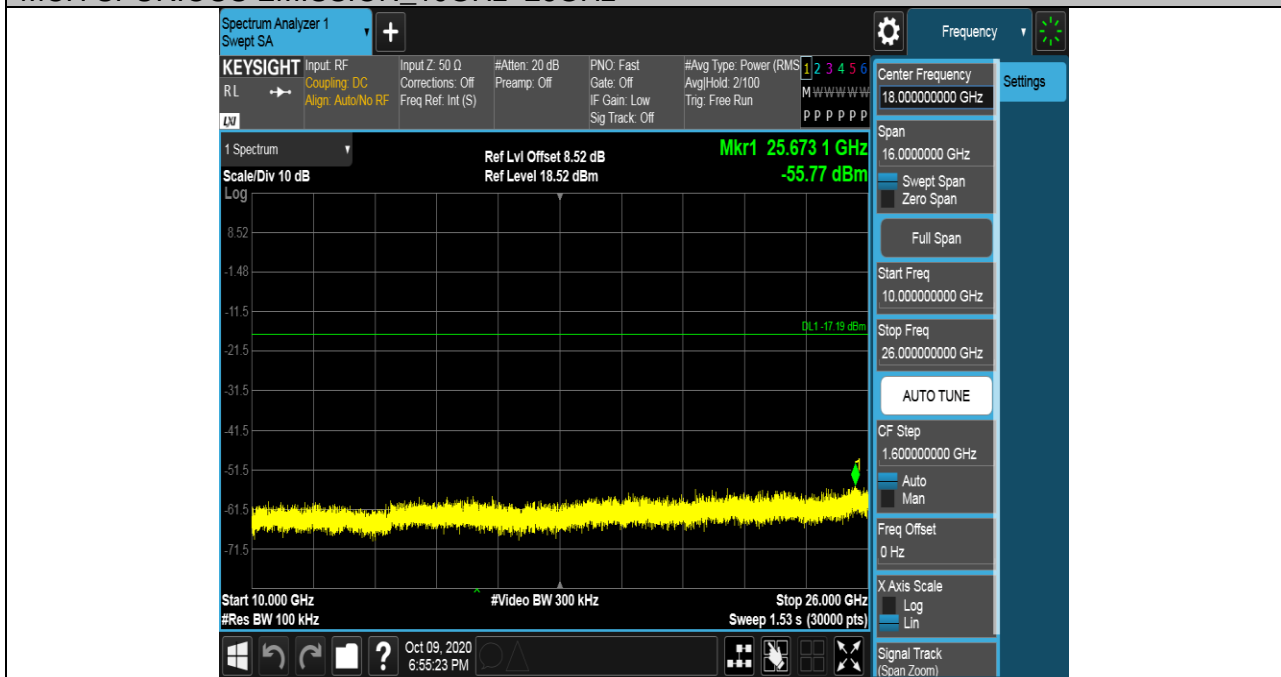 Spectrum Analyzer 1
Swept SA
+
Frequency
KEYSIGHT
RL
LXI
Input: RF
Coupling: DC
Align: Auto/No RF
Input Z: 50 Ω
Corrections: Off
Freq Ref: Int (S)
#Atten: 20 dB
Preamp: Off
PNO: Fast
Gate: Off
IF Gain: Low
Sig Track: Off
#Avg Type: Power (RMS
Avg|Hold: 2/100
Trig: Free Run
1 2 3 4 5 6
M W W W W W
P P P P P P
Center Frequency
18.000000000 GHz
Settings
1 Spectrum
Scale/Div 10 dB
Log
Ref Lvl Offset 8.52 dB
Ref Level 18.52 dBm
Mkr1 25.673 1 GHz
-55.77 dBm
8.52
-1.48
-11.5
DL1 -17.19 dBm
-21.5
-31.5
-41.5
-51.5
1
-61.5
-71.5
Start 10.000 GHz
#Video BW 300 kHz
Stop 26.000 GHz
#Res BW 100 kHz
Sweep 1.53 s (30000 pts)
Span
16.0000000 GHz
Swept Span
Zero Span
Full Span
Start Freq
10.000000000 GHz
Stop Freq
26.000000000 GHz
AUTO TUNE
CF Step
1.600000000 GHz
Auto
Man
Freq Offset
0 Hz
X Axis Scale
Log
Lin
Signal Track
(Span Zoom)
?
Oct 09, 2020
6:55:23 PM